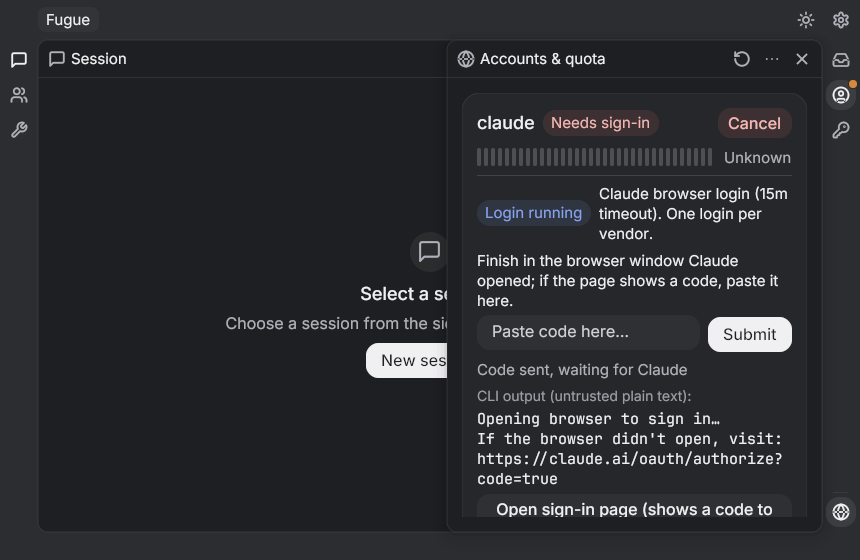 Fugue
Session
Accounts & quota
claude
Needs sign-in
Cancel
Unknown
Login running
Claude browser login (15m
timeout). One login per
vendor.
Finish in the browser window Claude
opened; if the page shows a code, paste it
here.
Paste code here...
Submit
Code sent, waiting for Claude
CLI output (untrusted plain text):
Opening browser to sign in…
If the browser didn't open, visit:
https://claude.ai/oauth/authorize?
code=true
Open sign-in page (shows a code to
Select a se
Choose a session from the si
New ses